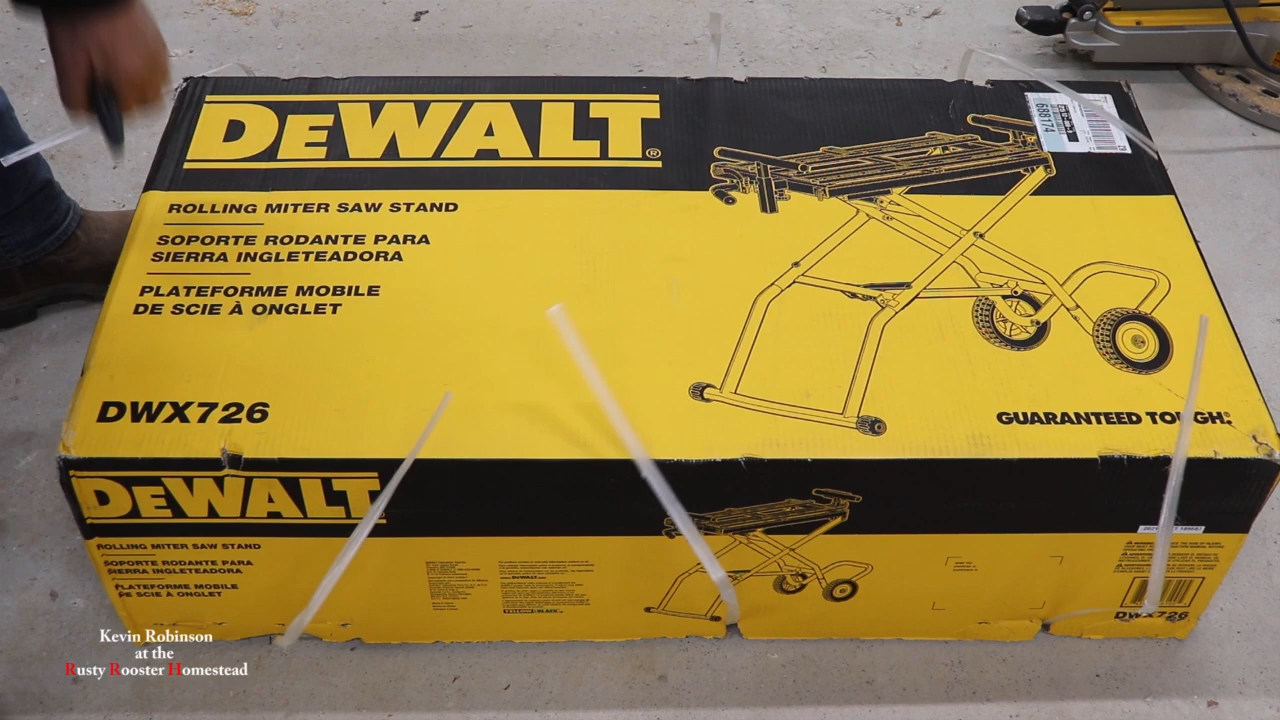 DEWALT®
ROLLING MITER SAW STAND
SOPORTE RODANTE PARA
SIERRA INGLETEADORA
PLATEFORME MOBILE
DE SCIE À ONGLET
DWX726
GUARANTEED TOUGH®
686174
DEWALT
ROLLING MITER SAW STAND
SOPORTE RODANTE PARA
SIERRA INGLETEADORA
PLATEFORME MOBILE
DE SCIE À ONGLET
DWX726
Kevin Robinson
at the
Rusty Rooster Homestead